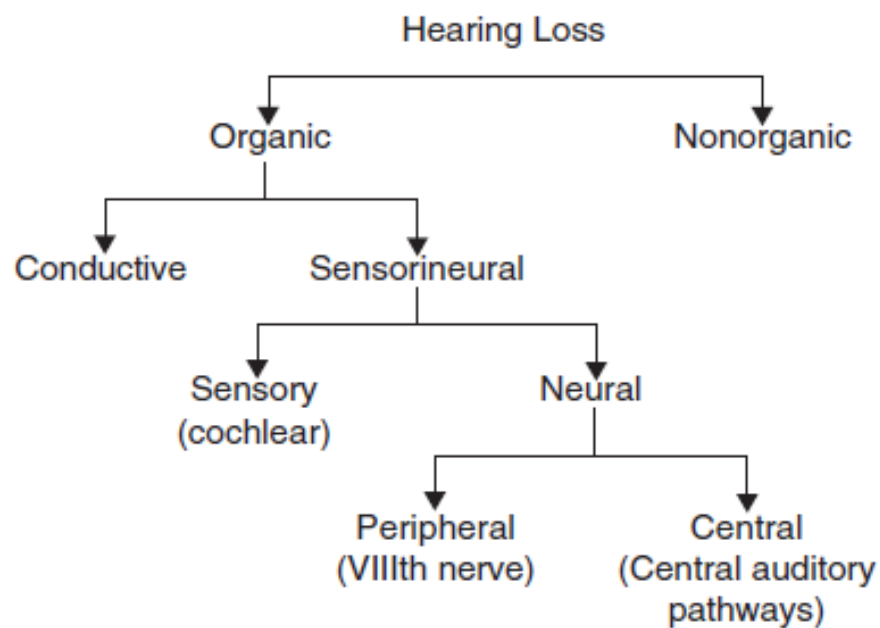 Hearing Loss
Organic
Nonorganic
Conductive
Sensorineural
Sensory
(cochlear)
Neural
Peripheral
(VIIIth nerve)
Central
(Central auditory
pathways)